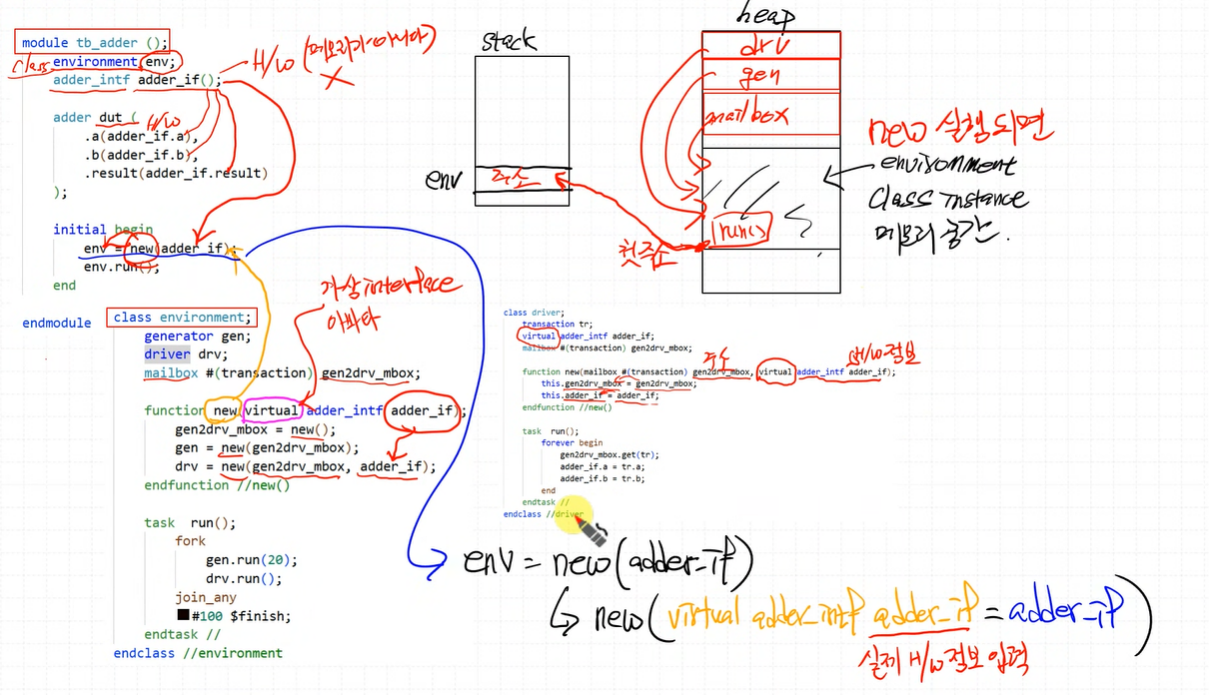 module tb_adder ();
class environment env;
adder_intf adder_if();
H/W (메모리가 아니다)
X
adder dut (
H/W
.a(adder_if.a),
.b(adder_if.b),
.result(adder_if.result)
);
initial begin
env = new(adder_if);
env.run();
end
endmodule
stack
env
주소
heap
drv
gen
mailbox
run()
첫주소
new 실행되면
environment
class instance
메모리 공간.
가상 interface
아바타
class environment;
generator gen;
driver drv;
mailbox #(transaction) gen2drv_mbox;
function new(virtual adder_intf adder_if);
gen2drv_mbox = new();
gen = new(gen2drv_mbox);
drv = new(gen2drv_mbox, adder_if);
endfunction //new()
task run();
fork
gen.run(20);
drv.run();
join_any
#100 $finish;
endtask //
endclass //environment
class driver;
transaction tr;
virtual adder_intf adder_if;
mailbox #(transaction) gen2drv_mbox;
주소
H/W 정보
function new(mailbox #(transaction) gen2drv_mbox, virtual adder_intf adder_if);
this.gen2drv_mbox = gen2drv_mbox;
this.adder_if = adder_if;
endfunction //new()
task run();
forever begin
gen2drv_mbox.get(tr);
adder_if.a = tr.a;
adder_if.b = tr.b;
end
endtask //
endclass //driver
env = new(adder_if)
new(virtual adder_intf adder_if = adder_if)
실제 H/W 정보 입력